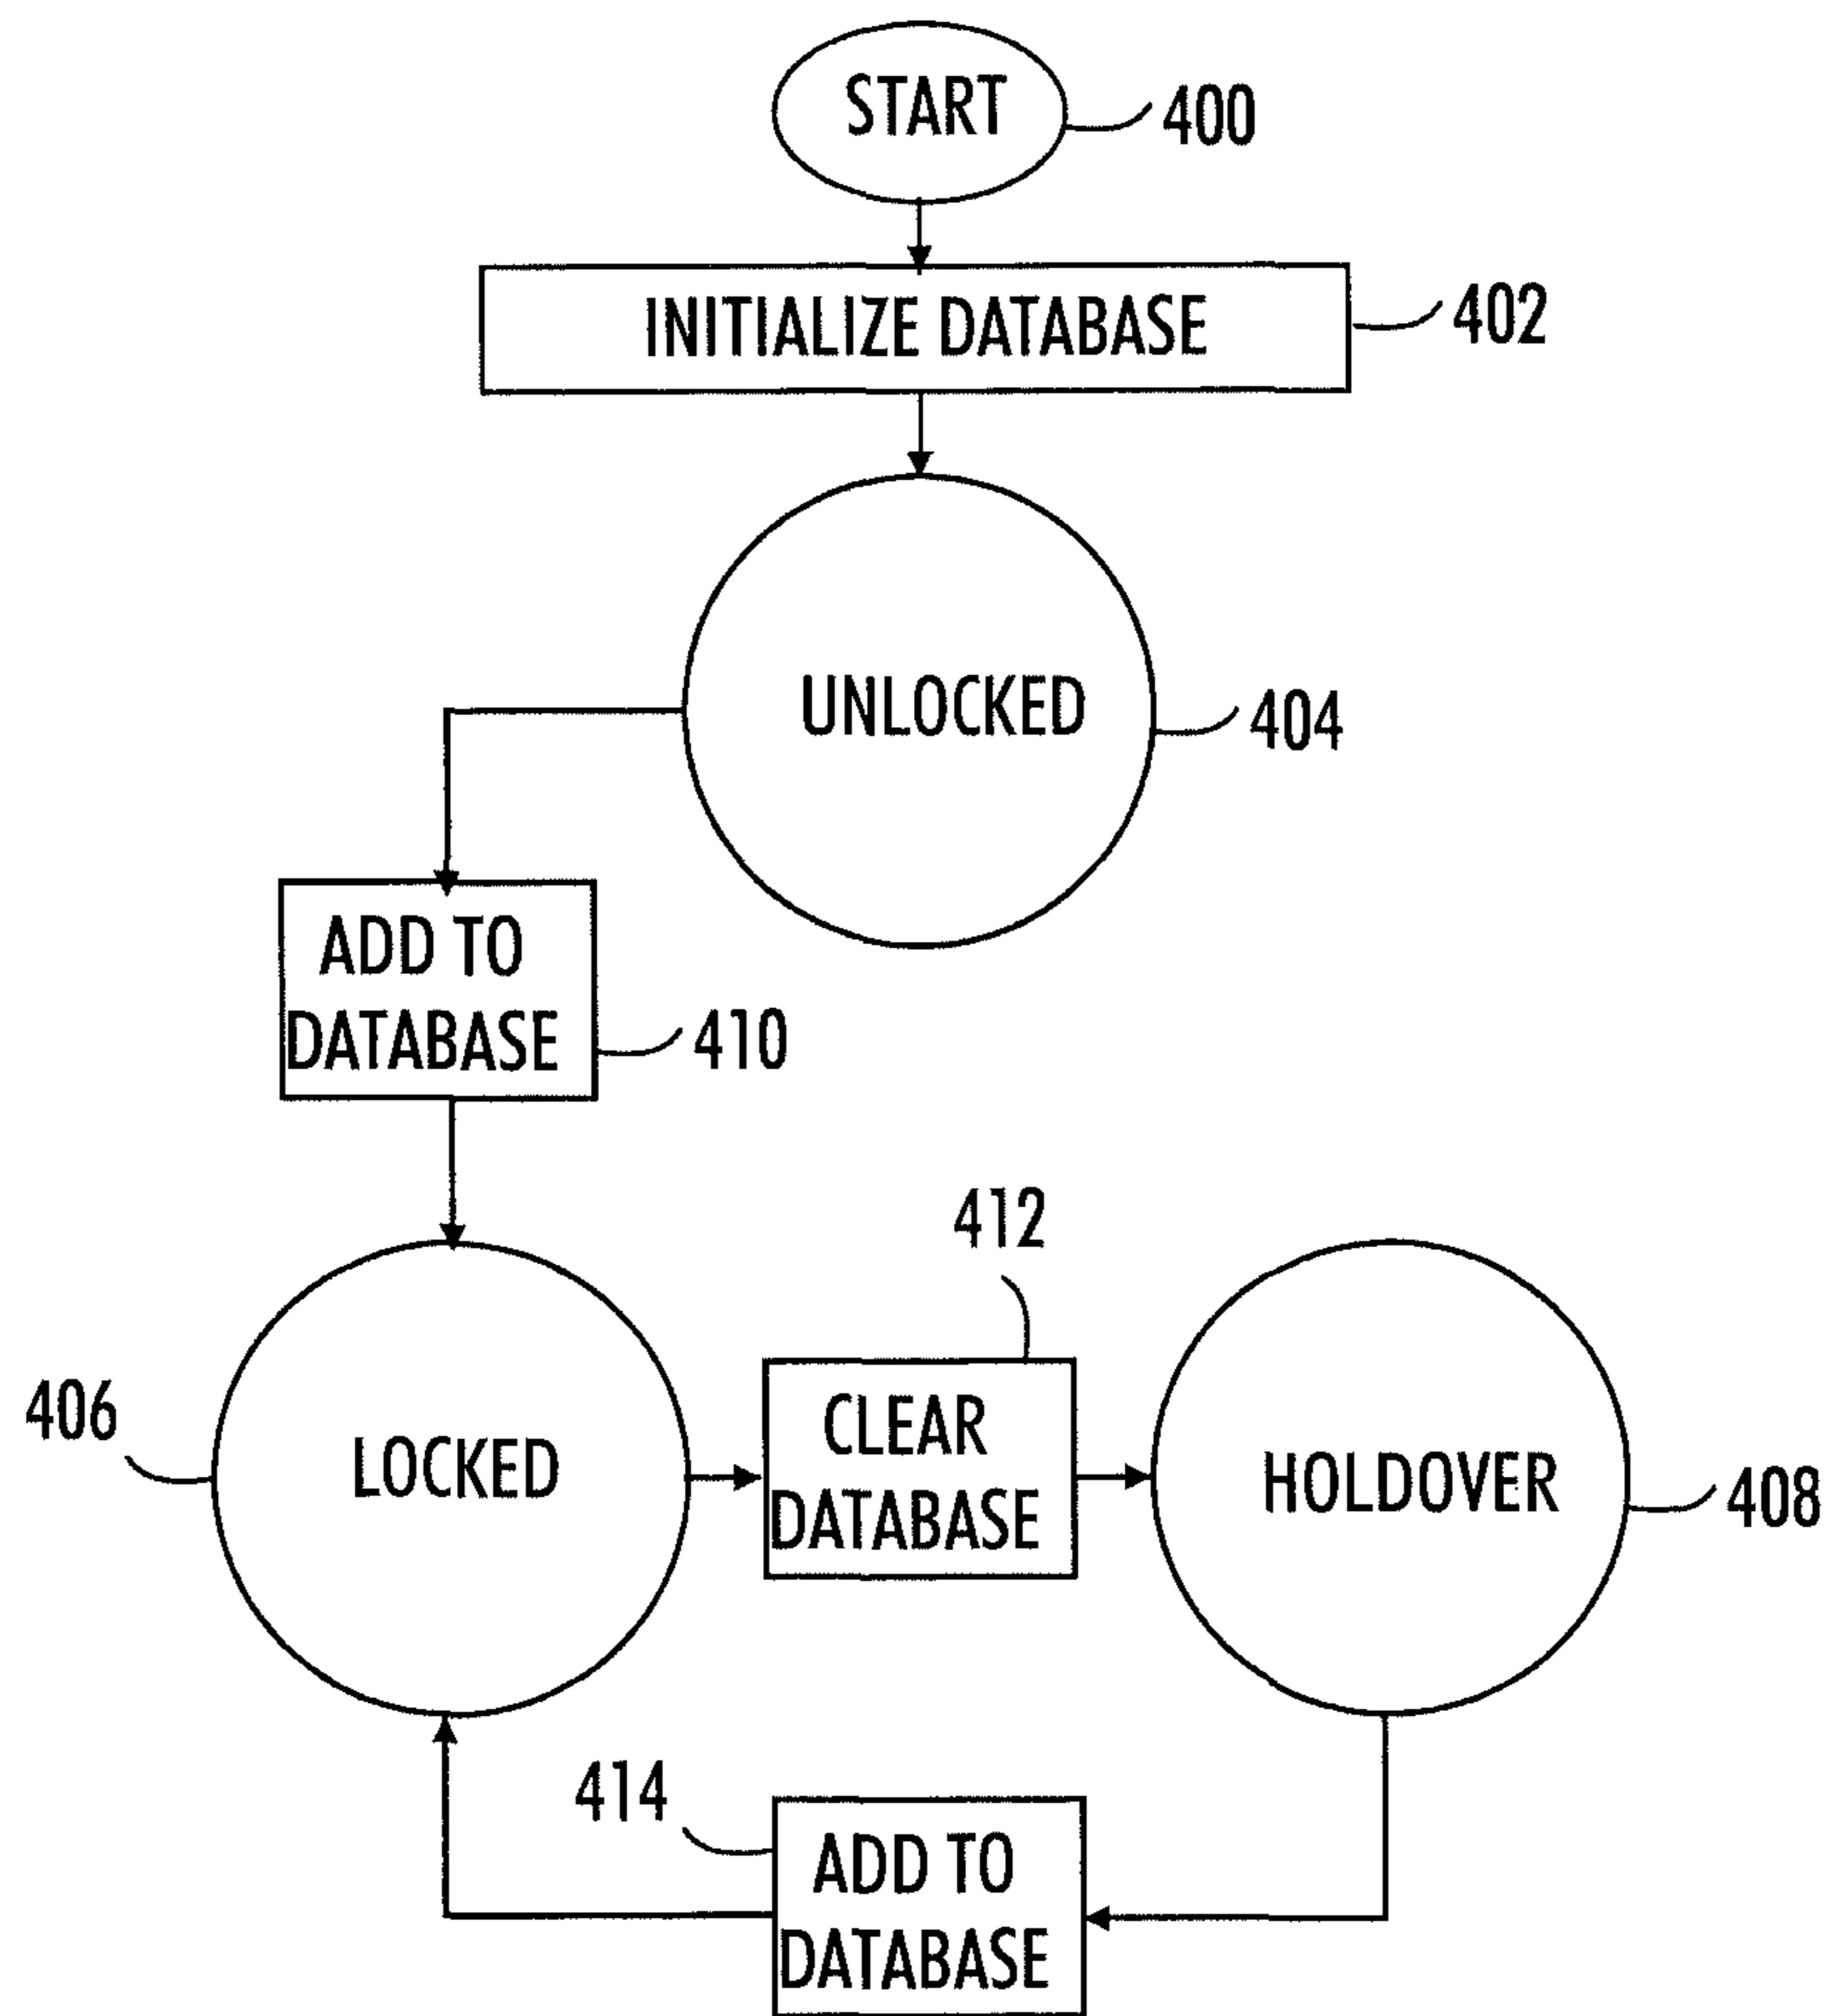 START
400
INITIALIZE DATABASE
402
UNLOCKED
404
ADD TO
DATABASE
410
412
406
LOCKED
CLEAR
DATABASE
HOLDOVER
408
414
ADD TO
DATABASE